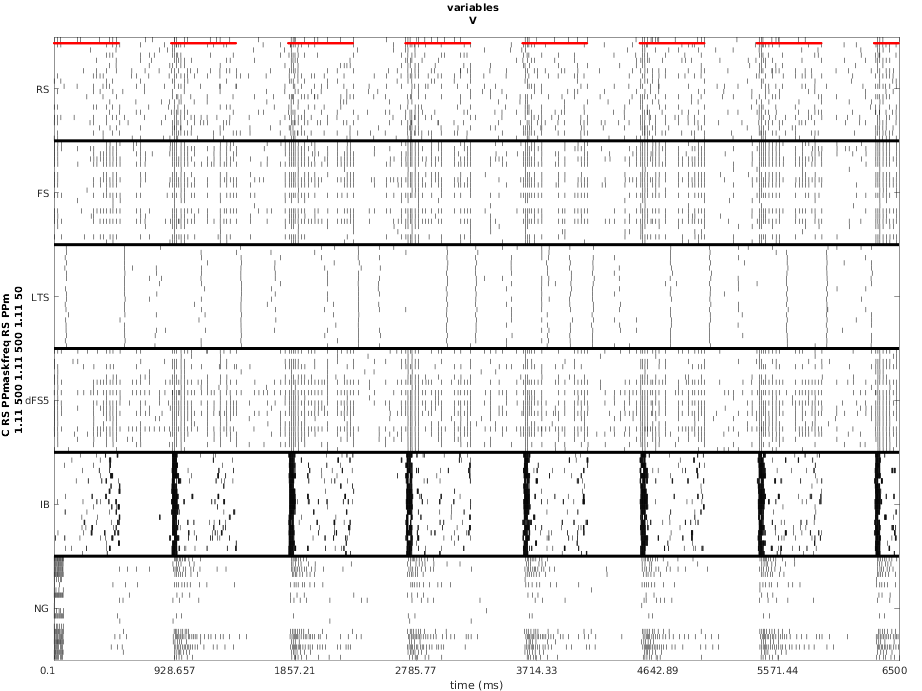 variables
V
RS
FS
LTS
dFS5
IB
NG
C RS PPmaskfreq RS PPm
1.11 500 1.11 500 1.11 50
0.1
928.657
1857.21
2785.77
3714.33
4642.89
5571.44
6500
time (ms)